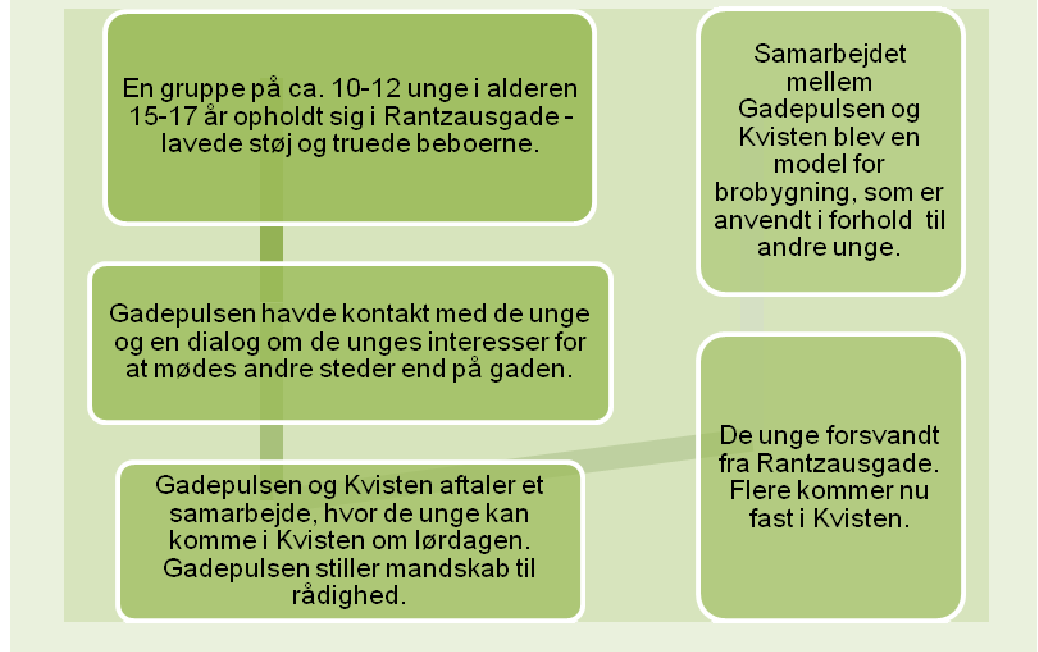 En gruppe på ca. 10-12 unge i alderen
15-17 år opholdt sig i Rantzausgade -
lavede støj og truede beboerne.
Gadepulsen havde kontakt med de unge
og en dialog om de unges interesser for
at mødes andre steder end på gaden.
Gadepulsen og Kvisten aftaler et
samarbejde, hvor de unge kan
komme i Kvisten om lørdagen.
Gadepulsen stiller mandskab til
rådighed.
De unge forsvandt
fra Rantzausgade.
Flere kommer nu
fast i Kvisten.
Samarbejdet
mellem
Gadepulsen og
Kvisten blev en
model for
brobygning, som er
anvendt i forhold til
andre unge.